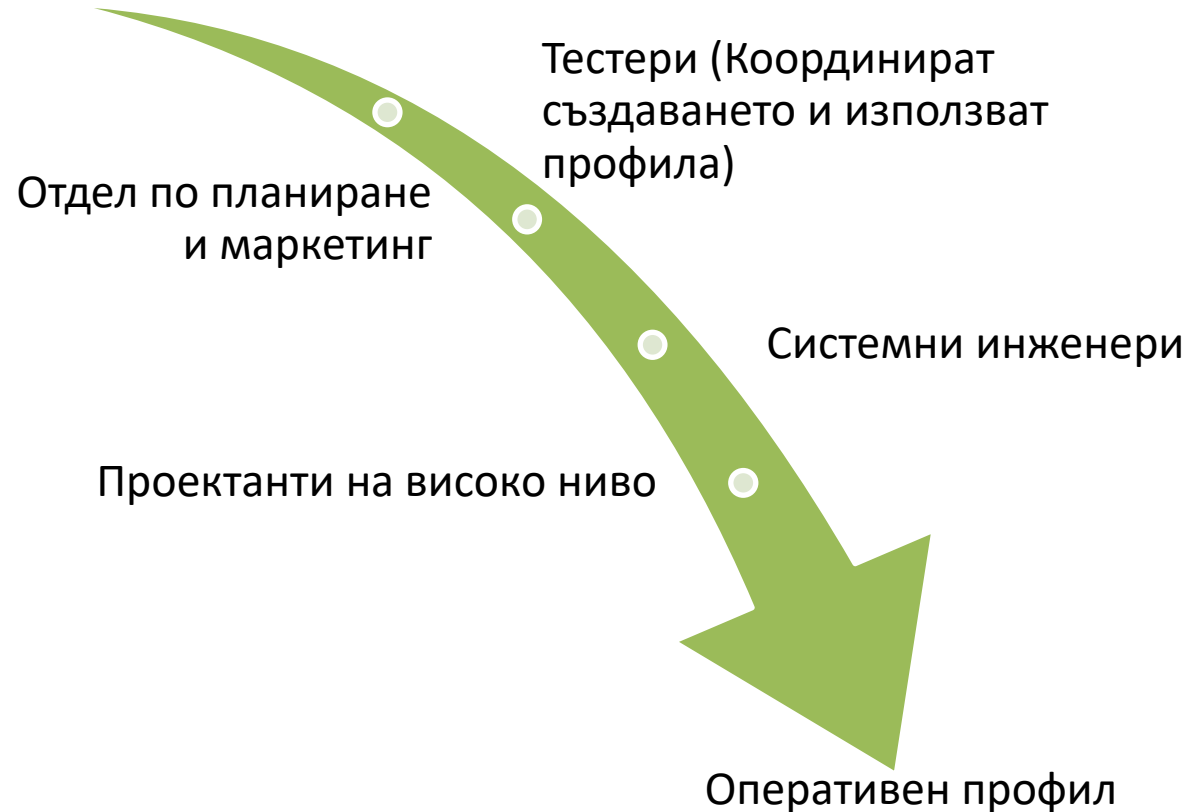 Тестери (Координират
създаването и използват
профила)
Отдел по планиране
и маркетинг
Системни инженери
Проектанти на високо ниво
Оперативен профил